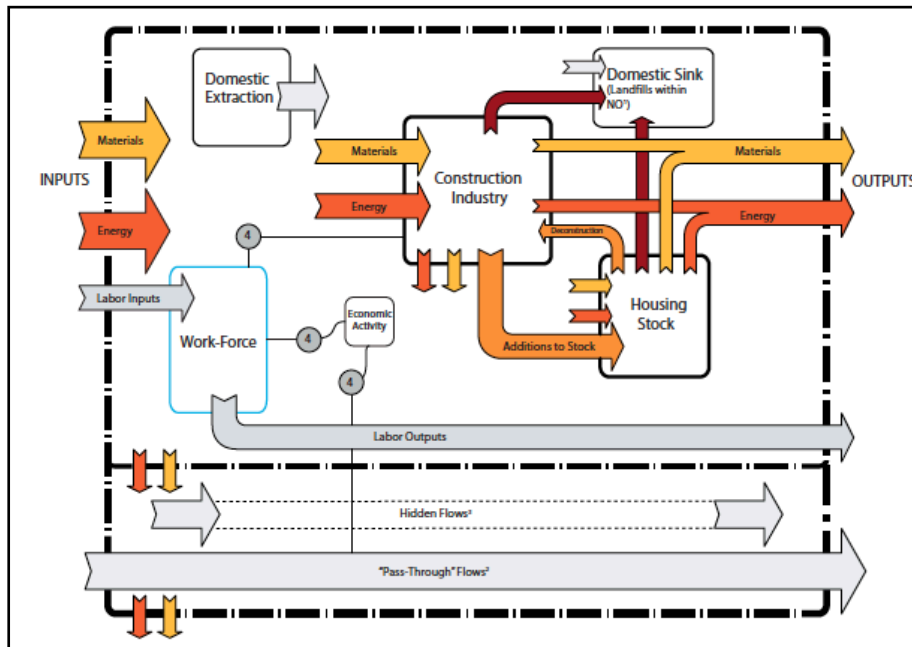 Domestic
Extraction
Domestic Sink
(Landfills within
NO¹)
Materials
INPUTS
Energy
Materials
Energy
Construction
Industry
Materials
OUTPUTS
Energy
Deconstruction
4
Labor Inputs
Work-Force
4
Economic
Activity
4
Housing
Stock
Additions to Stock
Labor Outputs
Hidden Flows²
"Pass-Through" Flows²